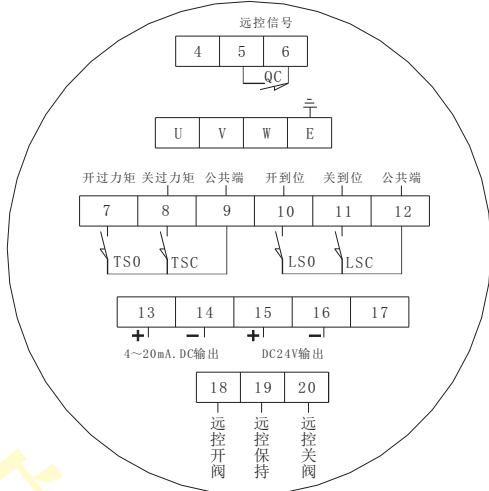 远控信号
4 5 6
QC
U V W E
开过力矩 关过力矩 公共端 开到位 关到位 公共端
7 8 9 10 11 12
TSO TSC LSO LSC
13 14 15 16 17
+ − + −
4～20mA.DC输出 DC24V输出
18 19 20
远控开阀 远控保持 远控关阀